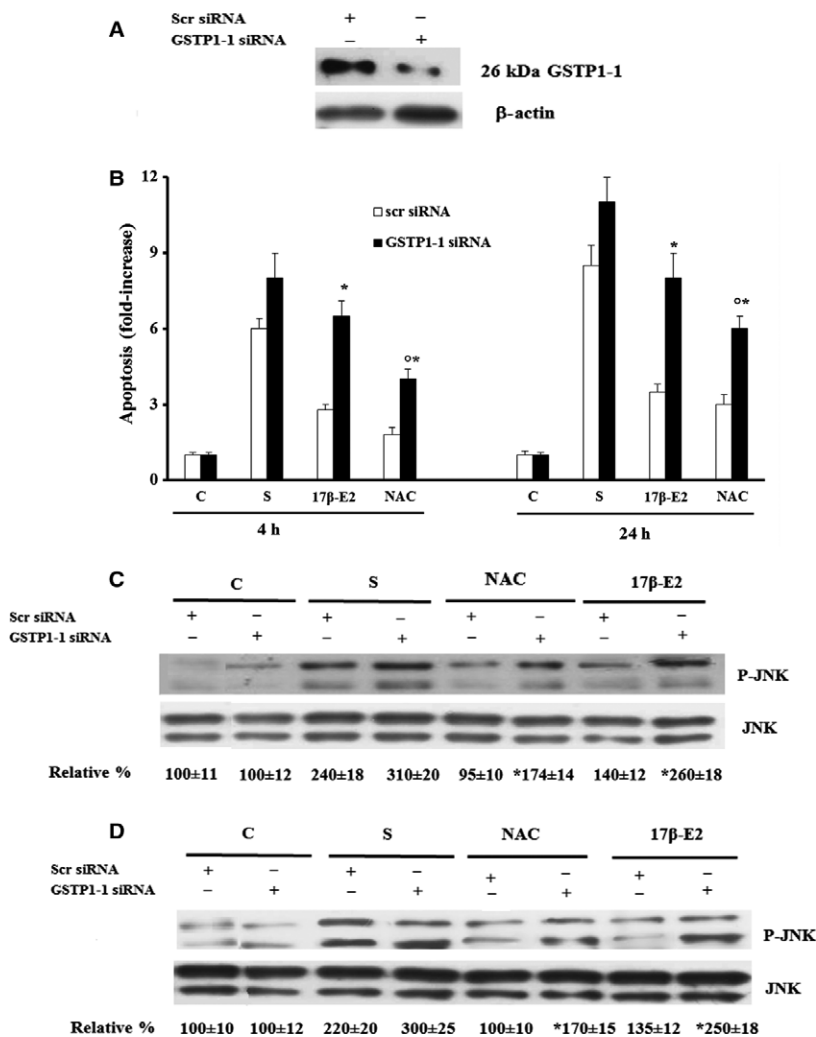 A
Scr siRNA + –
GSTP1-1 siRNA – +
26 kDa GSTP1-1
β-actin
B
Apoptosis (fold-increase)
12
9
6
3
0
scr siRNA
GSTP1-1 siRNA
* °* * °*
C S 17β-E2 NAC C S 17β-E2 NAC
4 h 24 h
C
C S NAC 17β-E2
Scr siRNA + – + – + – + –
GSTP1-1 siRNA – + – + – + – +
P-JNK
JNK
Relative % 100±11 100±12 240±18 310±20 95±10 *174±14 140±12 *260±18
D
C S NAC 17β-E2
Scr siRNA + – + – + – + –
GSTP1-1 siRNA – + – + – + – +
P-JNK
JNK
Relative % 100±10 100±12 220±20 300±25 100±10 *170±15 135±12 *250±18